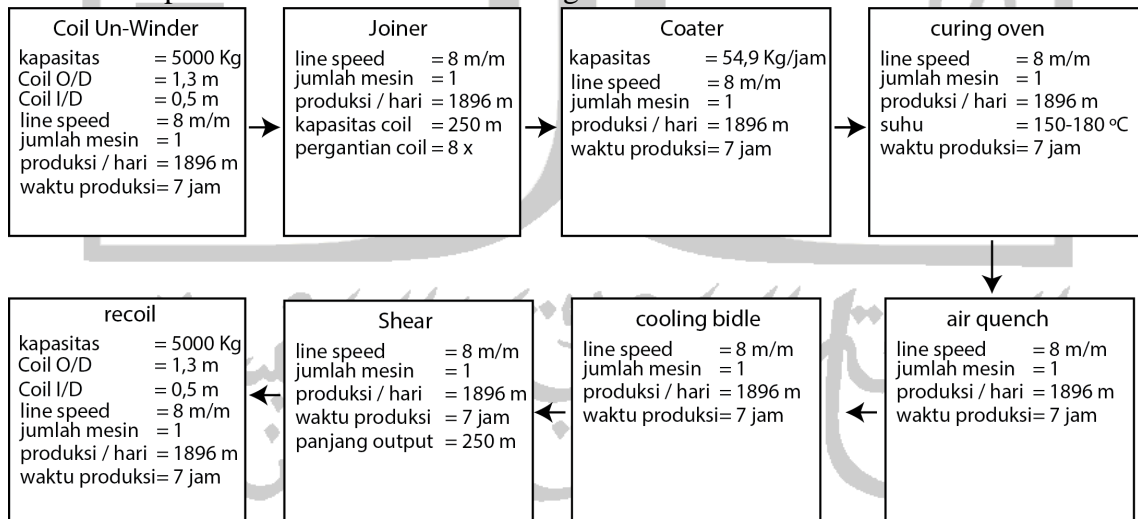 Coil Un-Winder
kapasitas = 5000 Kg
Coil O/D = 1,3 m
Coil I/D = 0,5 m
line speed = 8 m/m
jumlah mesin = 1
produksi / hari = 1896 m
waktu produksi= 7 jam
Joiner
line speed = 8 m/m
jumlah mesin = 1
produksi / hari = 1896 m
kapasitas coil = 250 m
pergantian coil = 8 x
Coater
kapasitas = 54,9 Kg/jam
line speed = 8 m/m
jumlah mesin = 1
produksi / hari = 1896 m
waktu produksi= 7 jam
curing oven
line speed = 8 m/m
jumlah mesin = 1
produksi / hari = 1896 m
suhu = 150-180 ºC
waktu produksi= 7 jam
air quench
line speed = 8 m/m
jumlah mesin = 1
produksi / hari = 1896 m
waktu produksi= 7 jam
cooling bidle
line speed = 8 m/m
jumlah mesin = 1
produksi / hari = 1896 m
waktu produksi= 7 jam
Shear
line speed = 8 m/m
jumlah mesin = 1
produksi / hari = 1896 m
waktu produksi = 7 jam
panjang output = 250 m
recoil
kapasitas = 5000 Kg
Coil O/D = 1,3 m
Coil I/D = 0,5 m
line speed = 8 m/m
jumlah mesin = 1
produksi / hari = 1896 m
waktu produksi= 7 jam